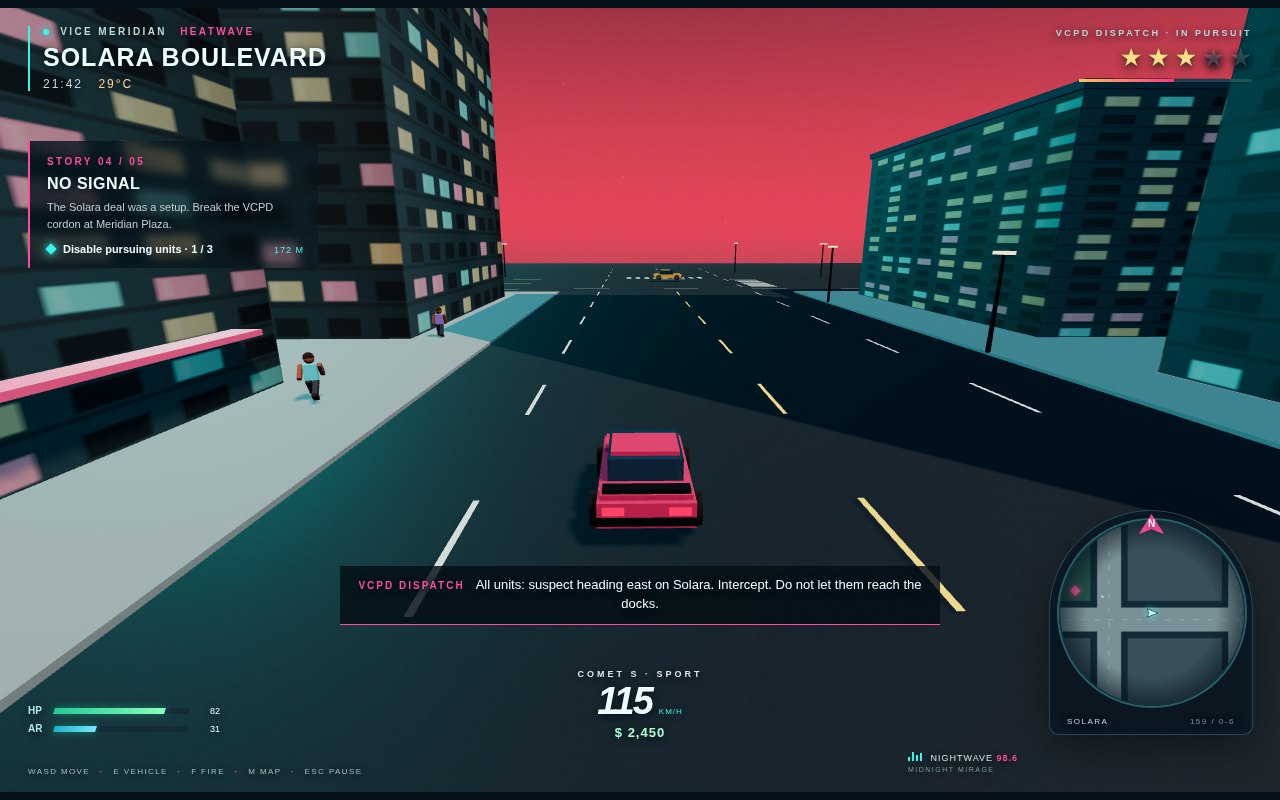 VICE MERIDIAN HEATWAVE
SOLARA BOULEVARD
21:42 29°C
VCPD DISPATCH · IN PURSUIT
STORY 04 / 05
NO SIGNAL
The Solara deal was a setup. Break the VCPD
cordon at Meridian Plaza.
Disable pursuing units · 1 / 3 172 M
N
VCPD DISPATCH All units: suspect heading east on Solara. Intercept. Do not let them reach the
docks.
COMET S · SPORT
115 KM/H
$ 2,450
HP 82
AR 31
SOLARA 159 / 0-6
NIGHTWAVE 98.6
MIDNIGHT MIRAGE
WASD MOVE · E VEHICLE · F FIRE · M MAP · ESC PAUSE